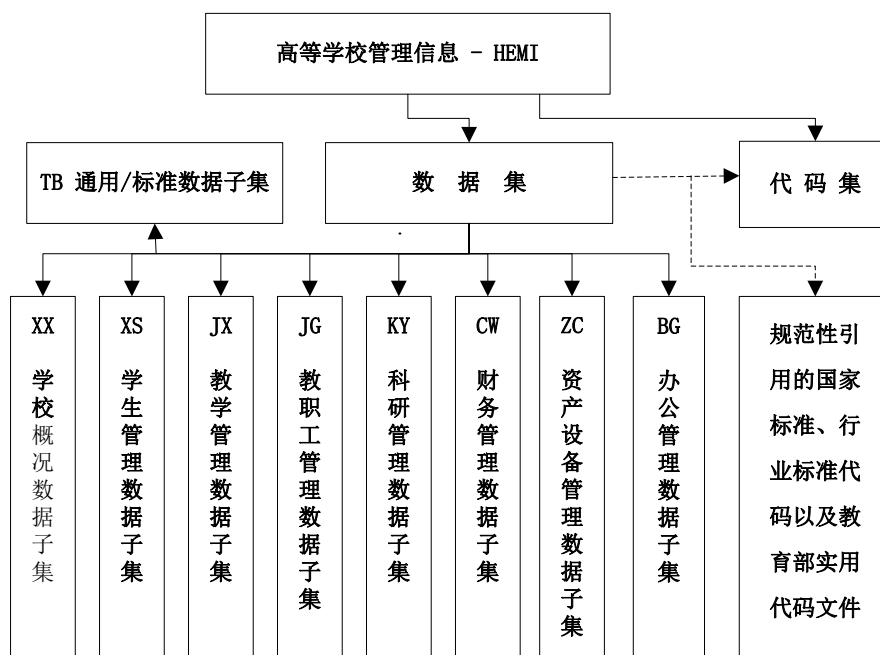 高等学校管理信息 - HEMI
TB 通用/标准数据子集
数 据 集
代 码 集
XX
学校概况数据子集
XS
学生管理数据子集
JX
教学管理数据子集
JG
教职工管理数据子集
KY
科研管理数据子集
CW
财务管理数据子集
ZC
资产设备管理数据子集
BG
办公管理数据子集
规范性引
用的国家
标准、行
业标准代
码以及教
育部实用
代码文件